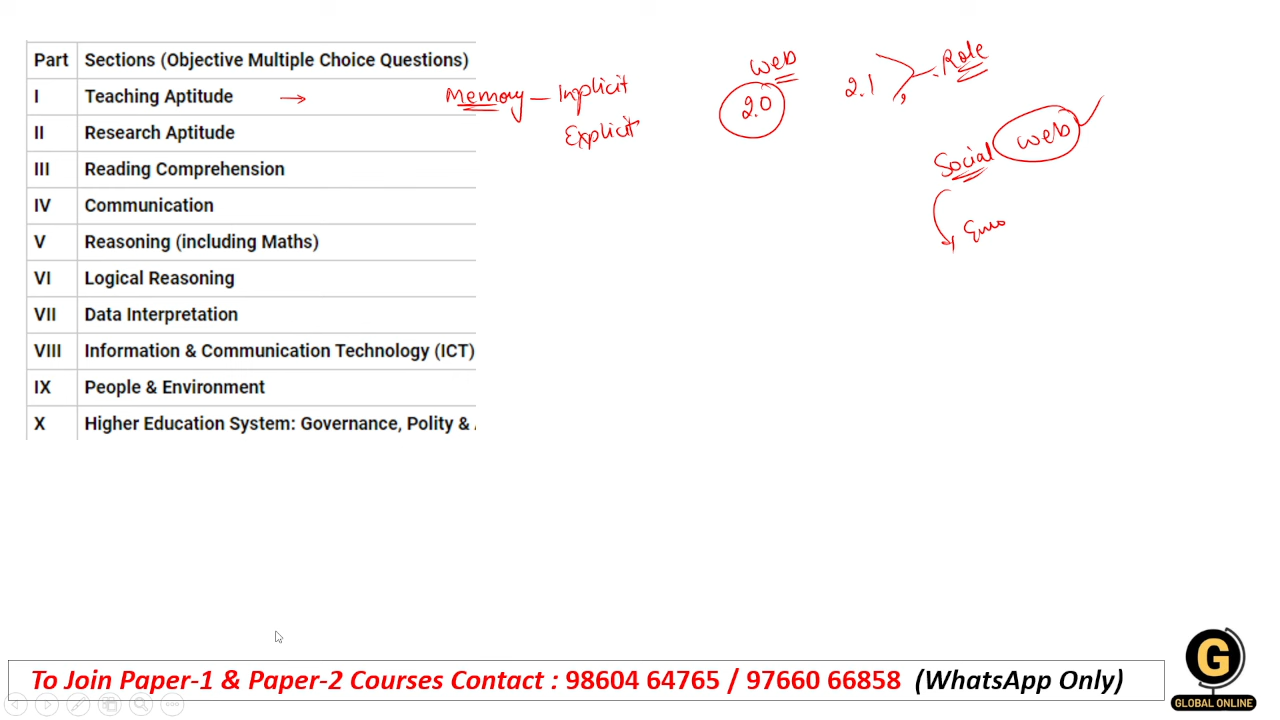 Part Sections (Objective Multiple Choice Questions)
I Teaching Aptitude
II Research Aptitude
III Reading Comprehension
IV Communication
V Reasoning (including Maths)
VI Logical Reasoning
VII Data Interpretation
VIII Information & Communication Technology (ICT)
IX People & Environment
X Higher Education System: Governance, Polity &
Memory – Implicit
Explicit
web
2.0
2.1
Role
Social web
To Join Paper-1 & Paper-2 Courses Contact : 98604 64765 / 97660 66858 (WhatsApp Only)
G
GLOBAL ONLINE